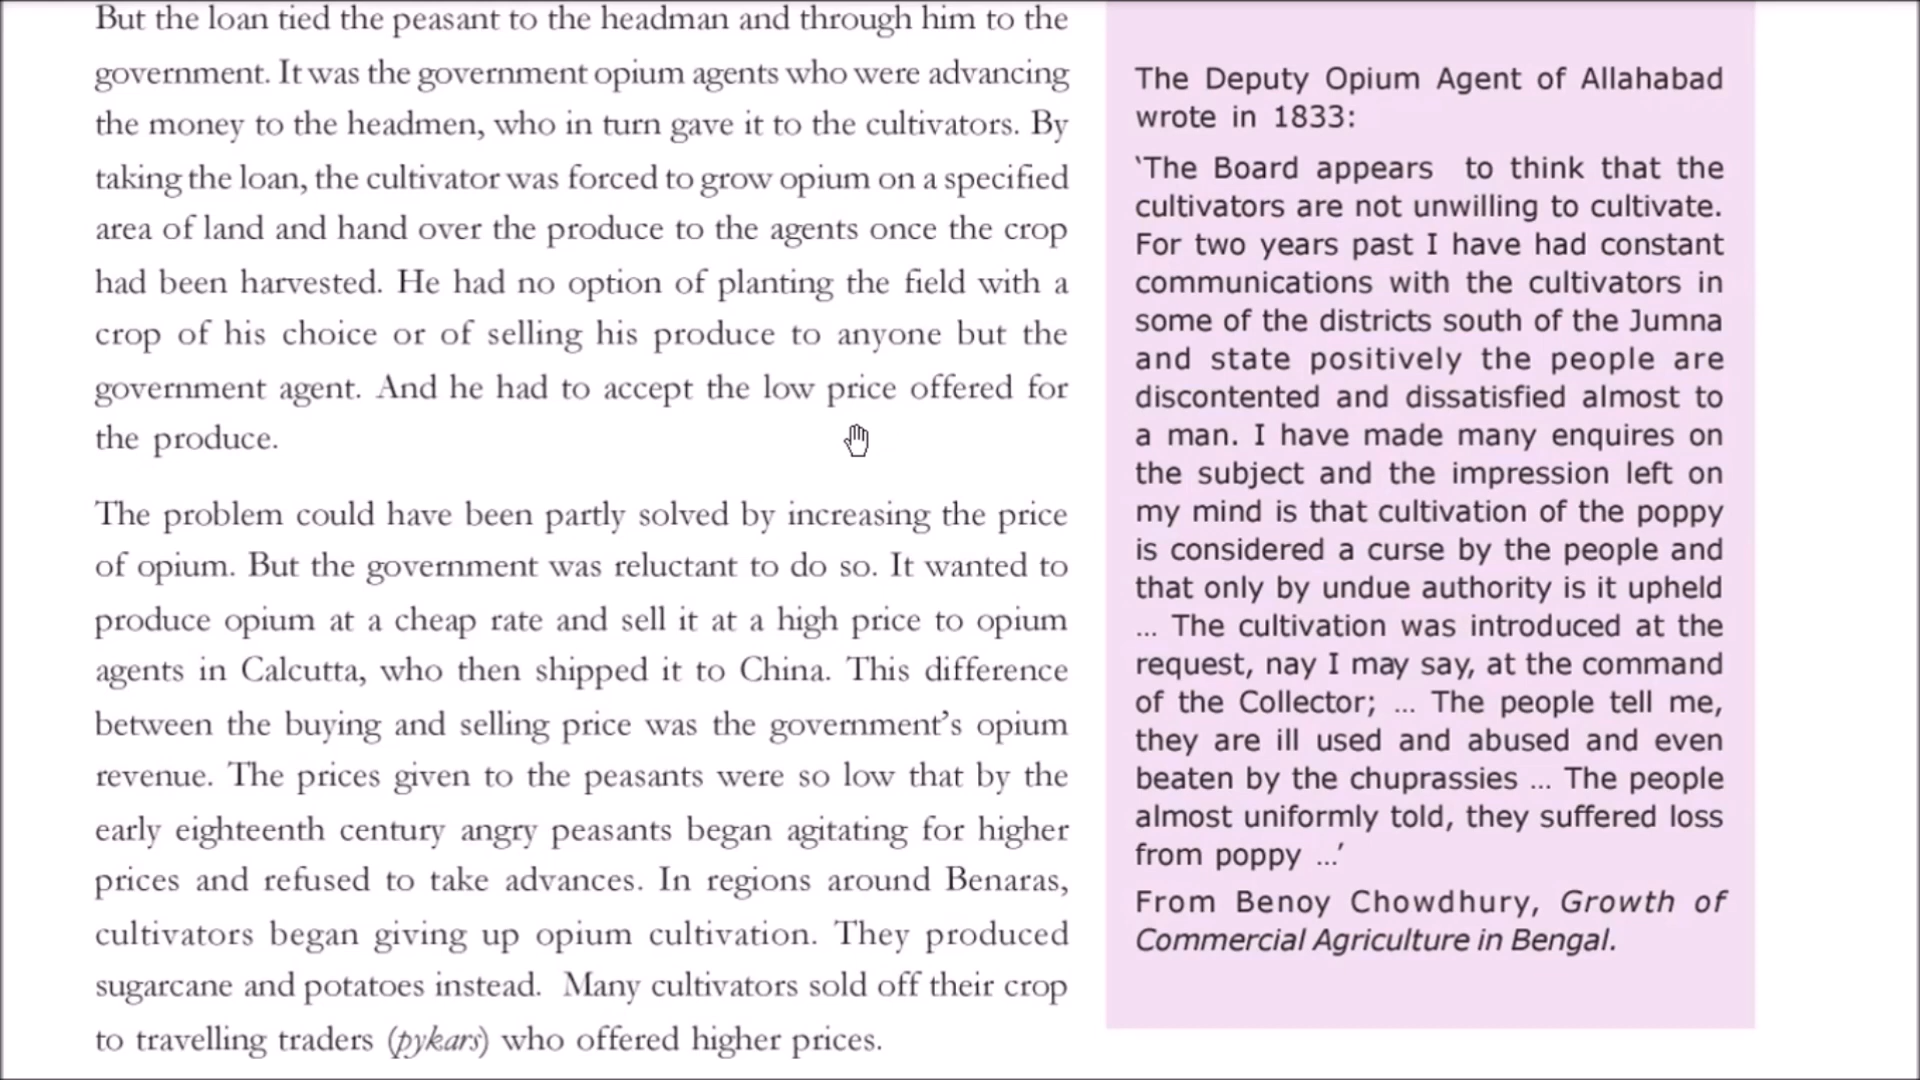 But the loan tied the peasant to the headman and through him to the
government. It was the government opium agents who were advancing
the money to the headmen, who in turn gave it to the cultivators. By
taking the loan, the cultivator was forced to grow opium on a specified
area of land and hand over the produce to the agents once the crop
had been harvested. He had no option of planting the field with a
crop of his choice or of selling his produce to anyone but the
government agent. And he had to accept the low price offered for
the produce.
The problem could have been partly solved by increasing the price
of opium. But the government was reluctant to do so. It wanted to
produce opium at a cheap rate and sell it at a high price to opium
agents in Calcutta, who then shipped it to China. This difference
between the buying and selling price was the government’s opium
revenue. The prices given to the peasants were so low that by the
early eighteenth century angry peasants began agitating for higher
prices and refused to take advances. In regions around Benaras,
cultivators began giving up opium cultivation. They produced
sugarcane and potatoes instead. Many cultivators sold off their crop
to travelling traders (pykars) who offered higher prices.
The Deputy Opium Agent of Allahabad
wrote in 1833:
‘The Board appears to think that the
cultivators are not unwilling to cultivate.
For two years past I have had constant
communications with the cultivators in
some of the districts south of the Jumna
and state positively the people are
discontented and dissatisfied almost to
a man. I have made many enquires on
the subject and the impression left on
my mind is that cultivation of the poppy
is considered a curse by the people and
that only by undue authority is it upheld
… The cultivation was introduced at the
request, nay I may say, at the command
of the Collector; … The people tell me,
they are ill used and abused and even
beaten by the chuprassies … The people
almost uniformly told, they suffered loss
from poppy …’
From Benoy Chowdhury, Growth of
Commercial Agriculture in Bengal.